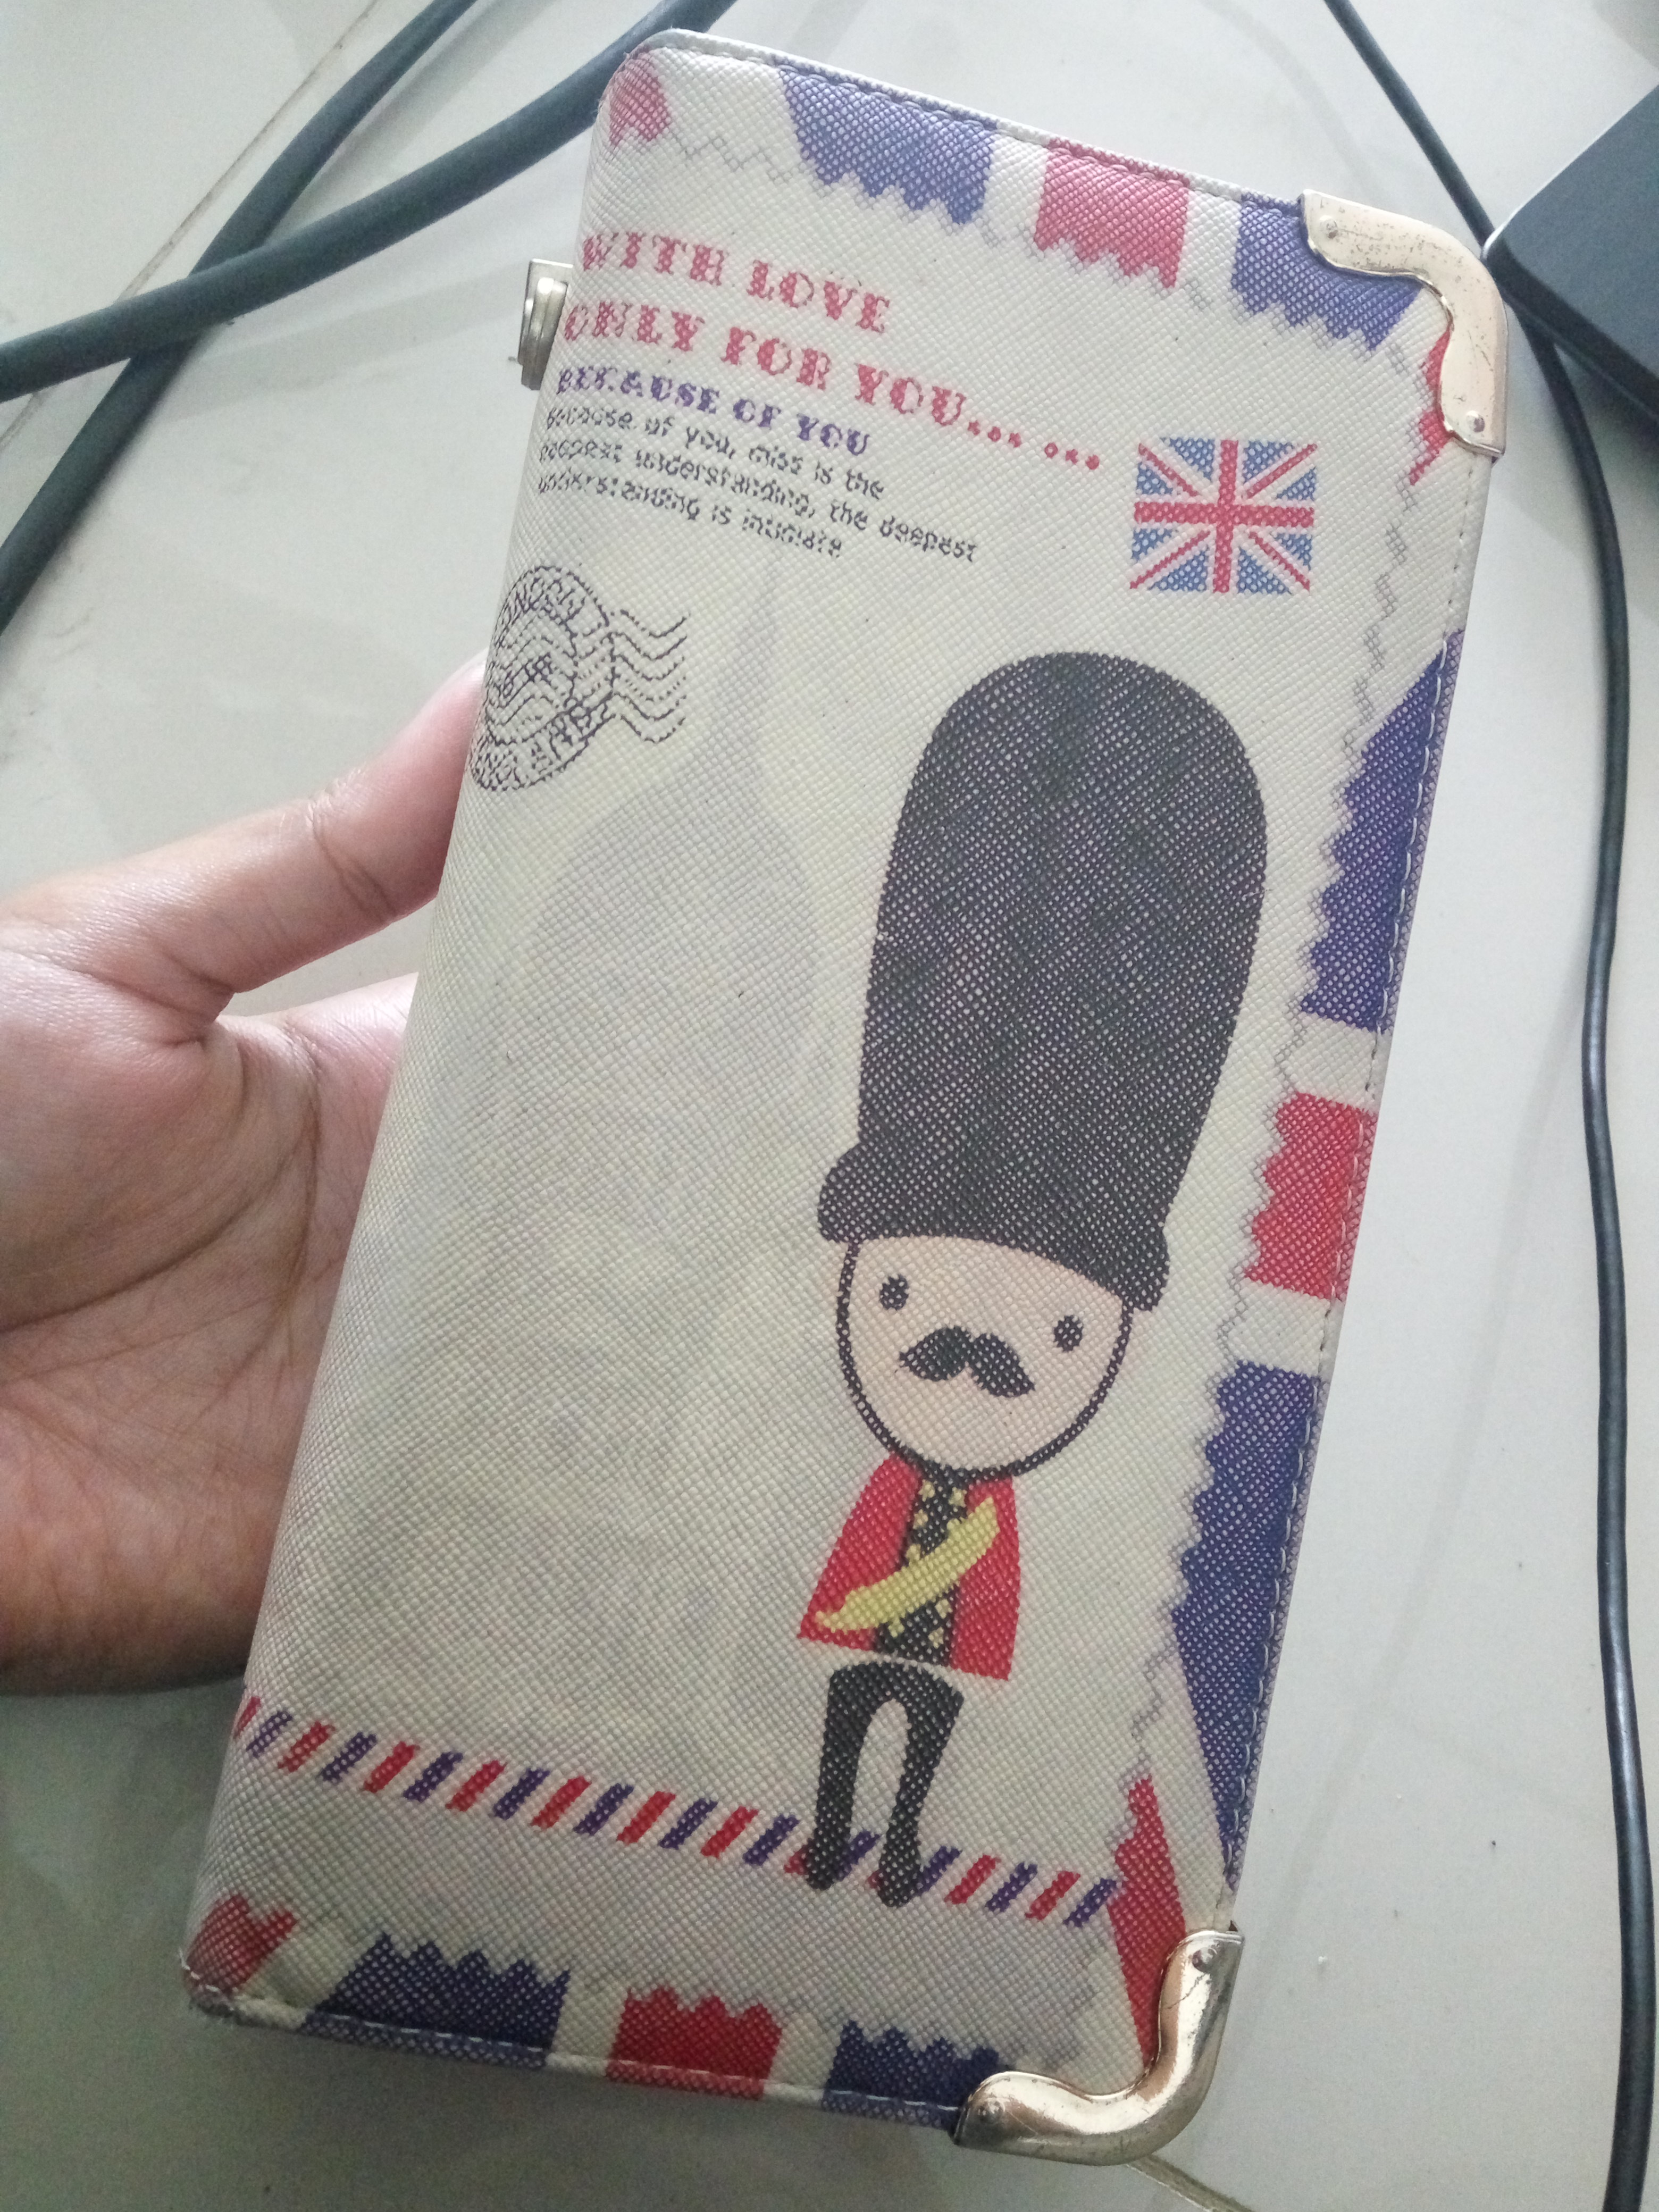 WITH LOVE
ONLY FOR YOU... ...
BECAUSE OF YOU
Because of you, miss is the
deepest understanding, the deepest
understanding is intimate